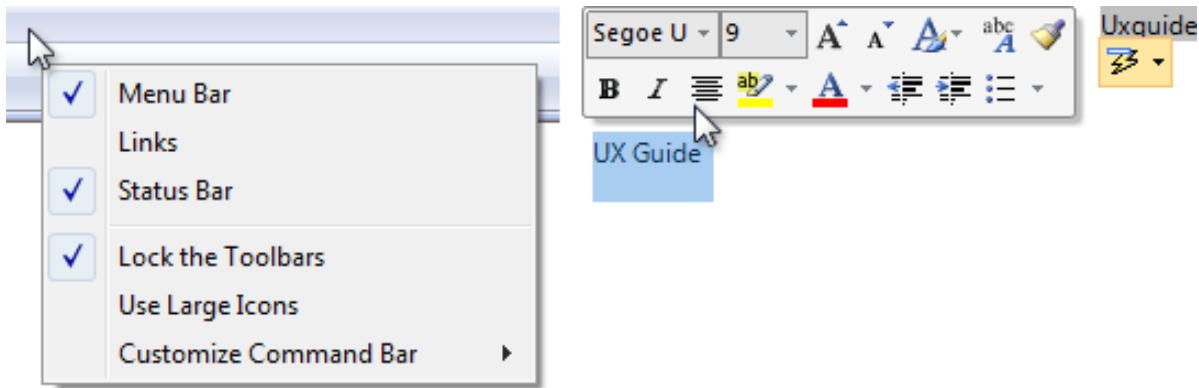 Menu Bar
Links
Status Bar
Lock the Toolbars
Use Large Icons
Customize Command Bar
Segoe U 9 A A A abc A
B I ab A
UX Guide
Uxguide